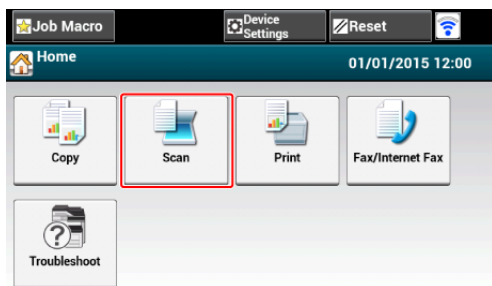 Job Macro
Device
Settings
Reset
Home
01/01/2015 12:00
Copy
Scan
Print
Fax/Internet Fax
Troubleshoot